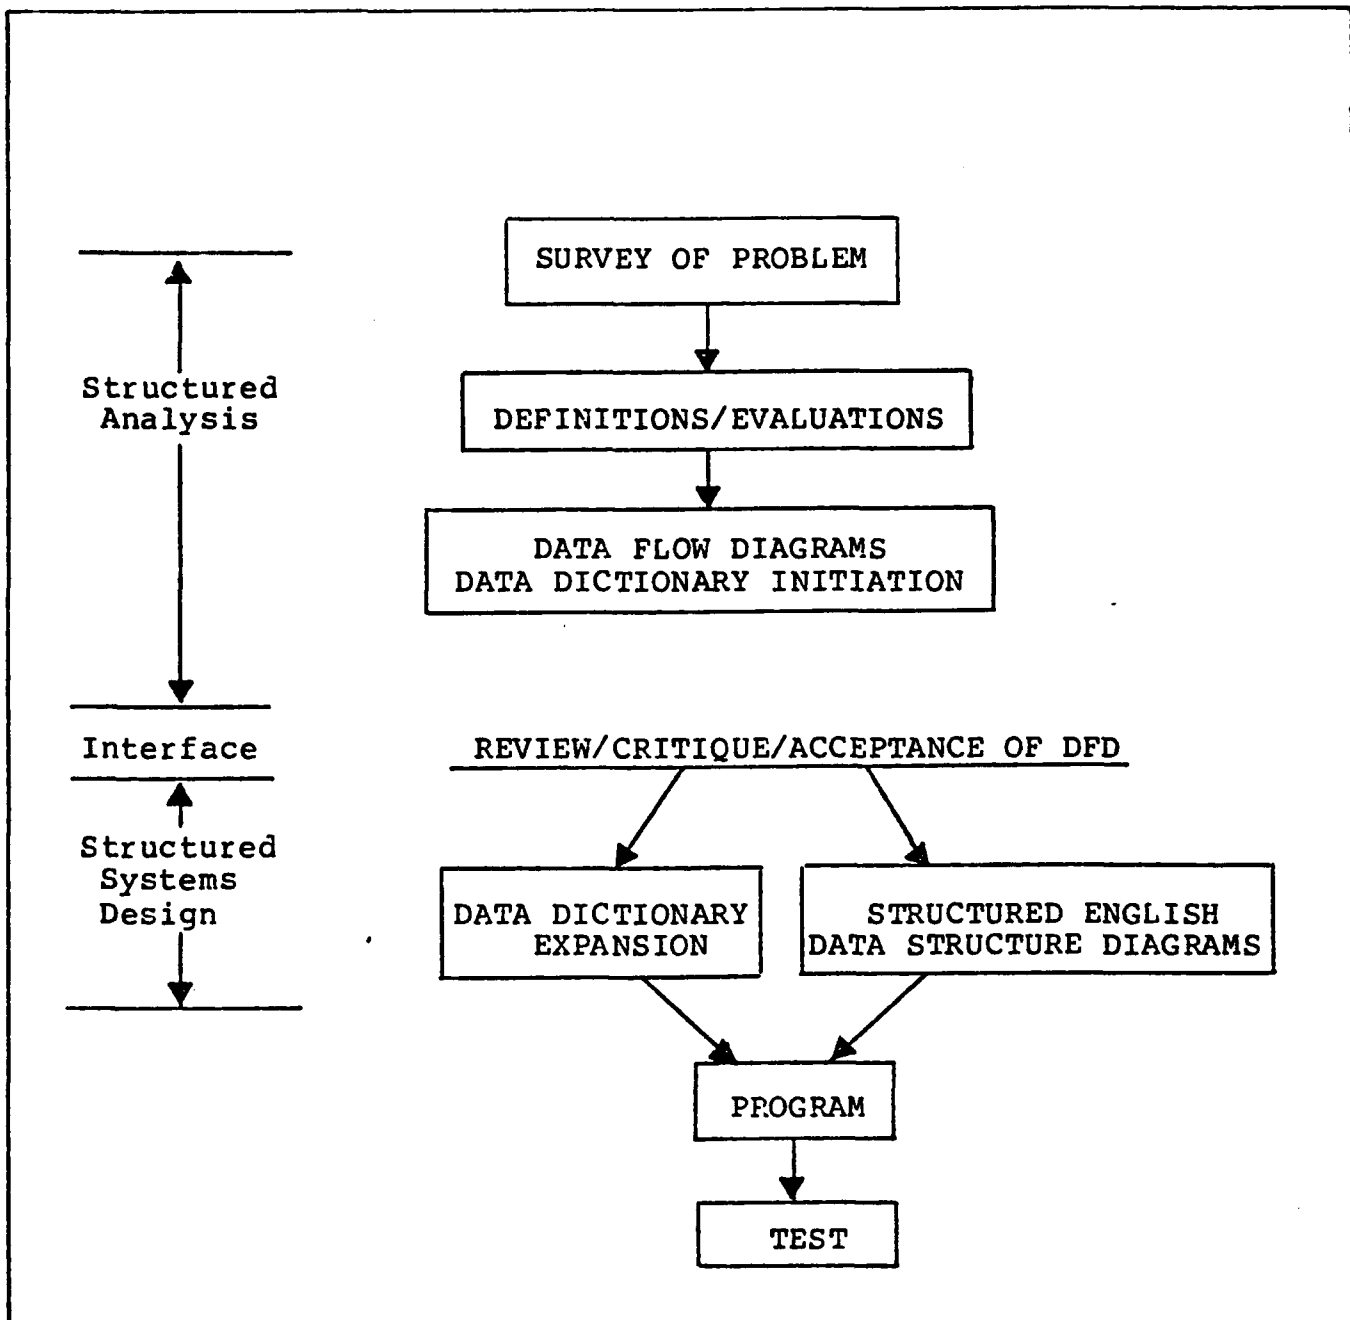 SURVEY OF PROBLEM
Structured
Analysis
DEFINITIONS/EVALUATIONS
DATA FLOW DIAGRAMS
DATA DICTIONARY INITIATION
Interface
REVIEW/CRITIQUE/ACCEPTANCE OF DFD
Structured
Systems
Design
DATA DICTIONARY
EXPANSION
STRUCTURED ENGLISH
DATA STRUCTURE DIAGRAMS
PROGRAM
TEST